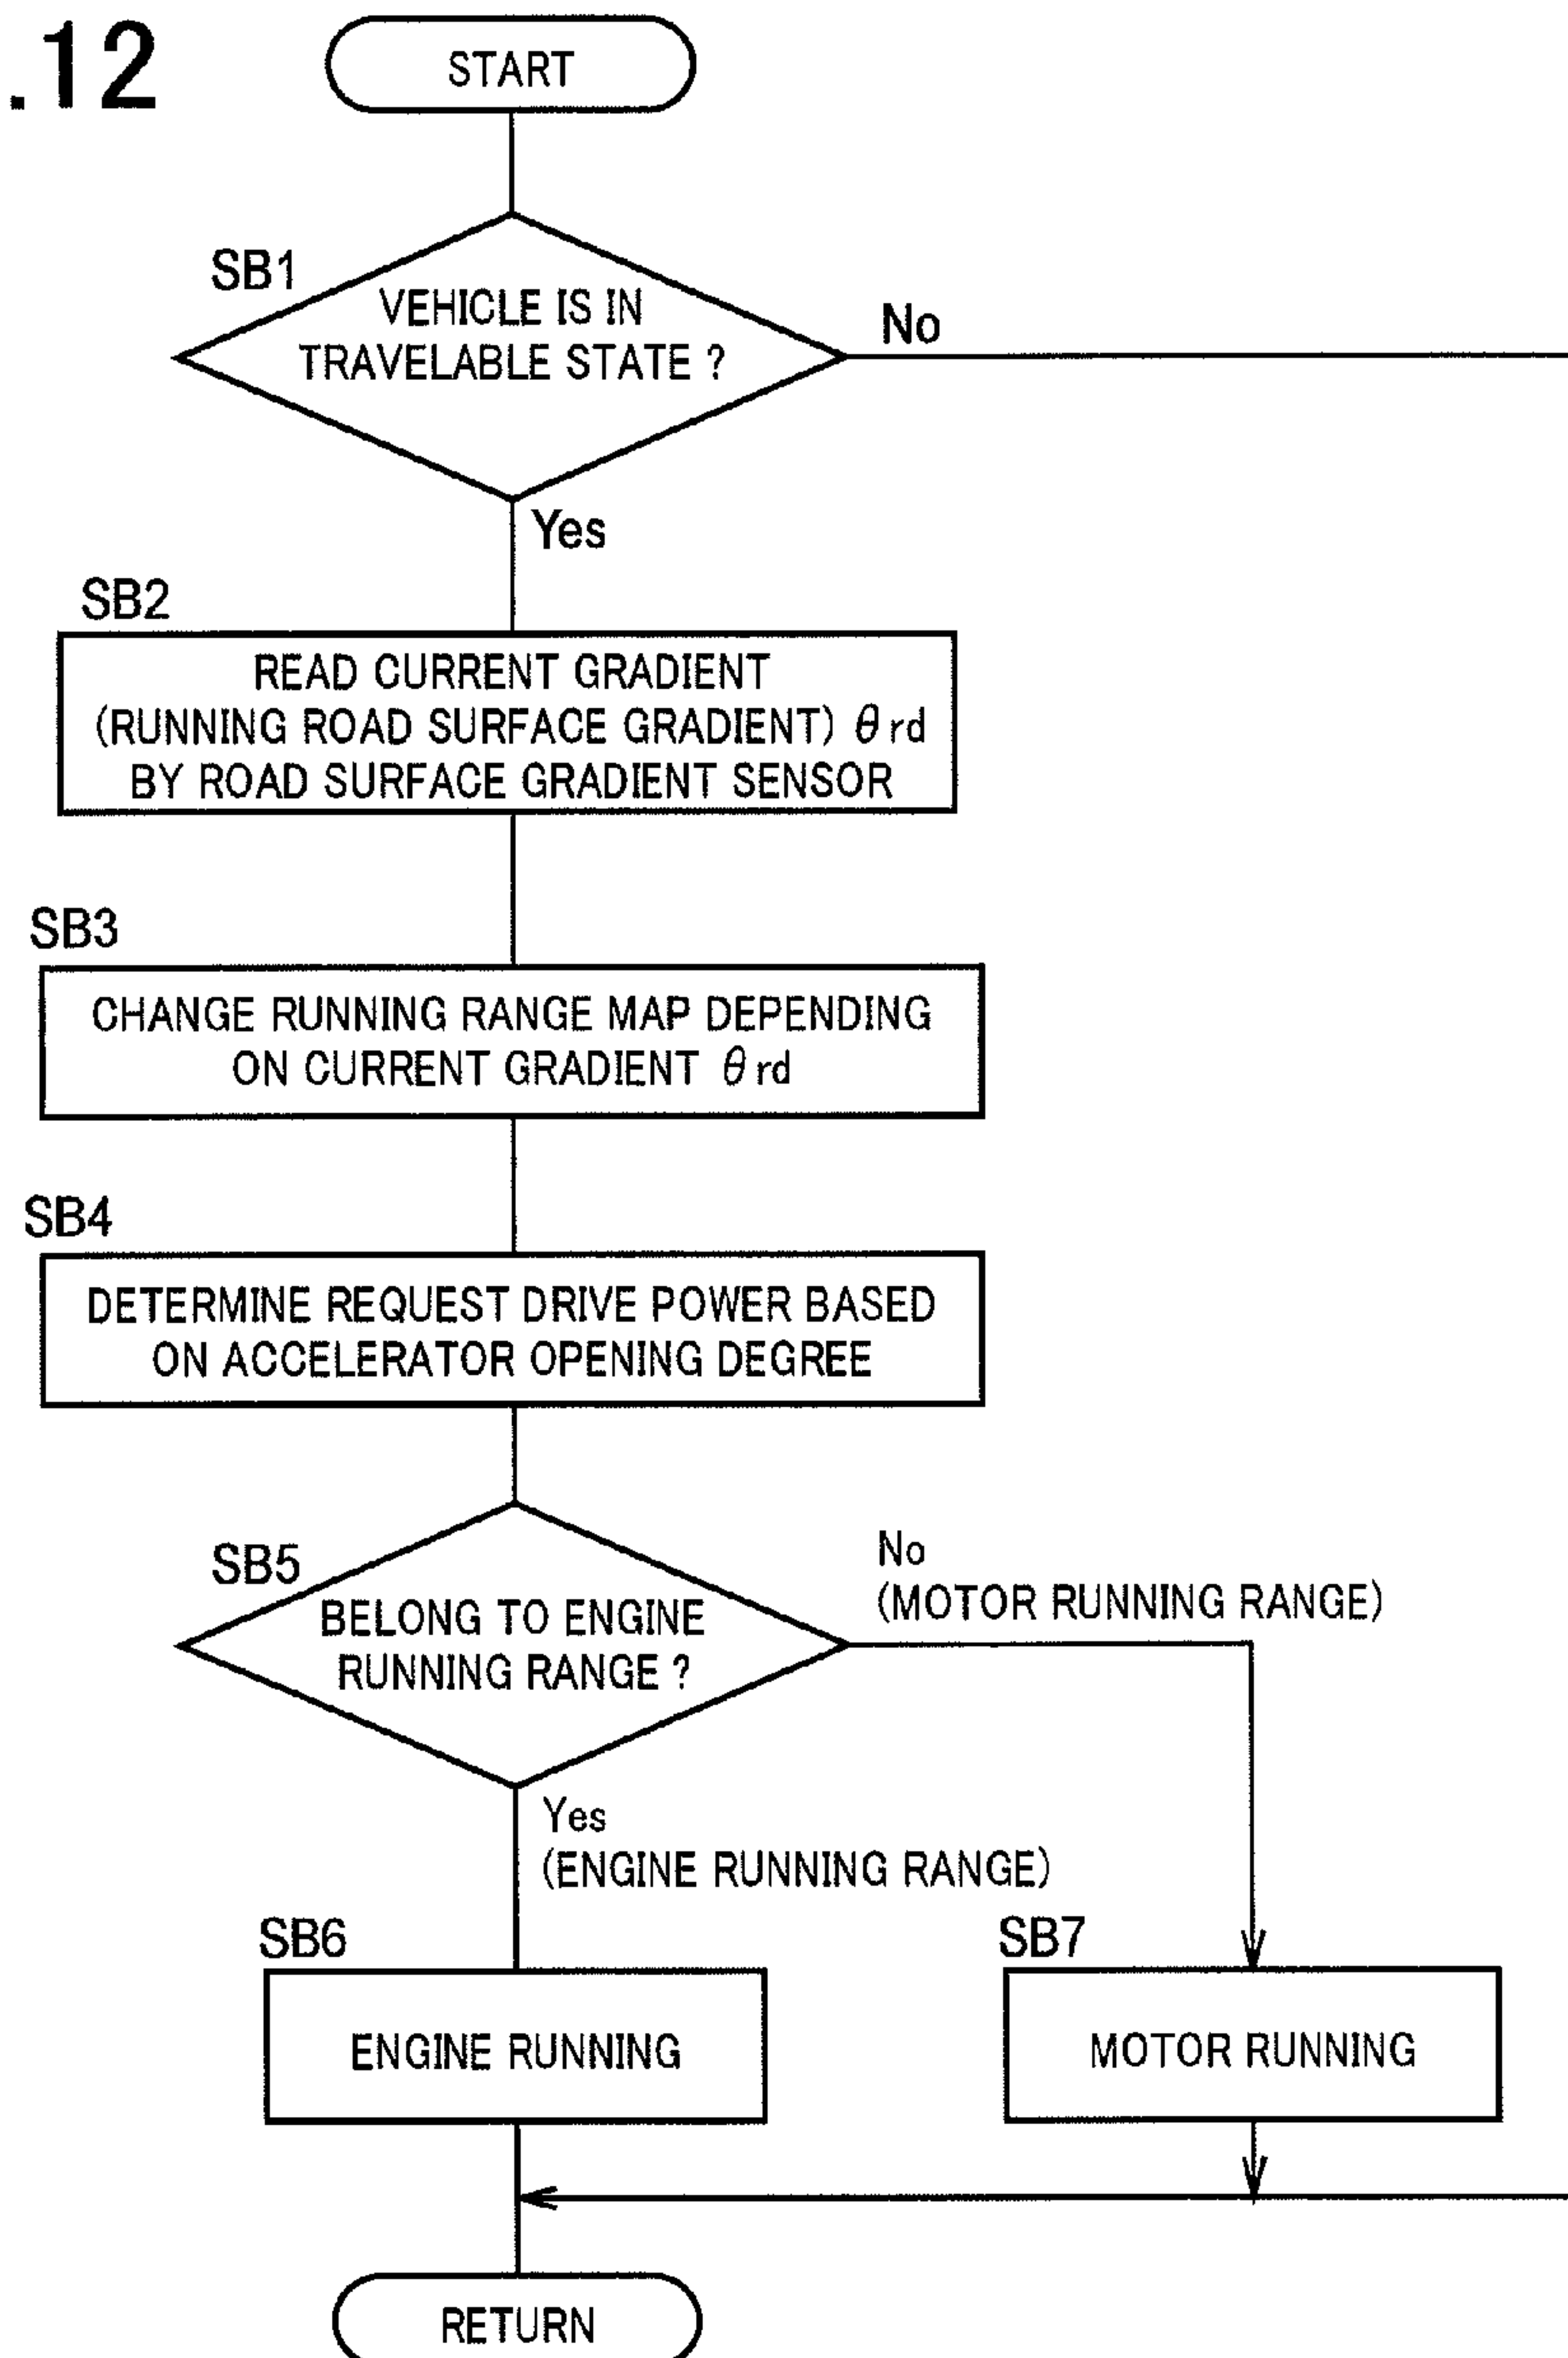 .12
START
SB1
VEHICLE IS IN
TRAVELABLE STATE ?
No
Yes
SB2
READ CURRENT GRADIENT
(RUNNING ROAD SURFACE GRADIENT) θrd
BY ROAD SURFACE GRADIENT SENSOR
SB3
CHANGE RUNNING RANGE MAP DEPENDING
ON CURRENT GRADIENT θrd
SB4
DETERMINE REQUEST DRIVE POWER BASED
ON ACCELERATOR OPENING DEGREE
SB5
BELONG TO ENGINE
RUNNING RANGE ?
No
(MOTOR RUNNING RANGE)
Yes
(ENGINE RUNNING RANGE)
SB6
ENGINE RUNNING
SB7
MOTOR RUNNING
RETURN